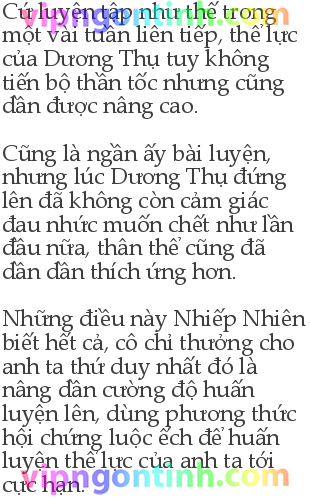 vipngontinh.com
Cứ luyện tập như thế trong
một vài tuần liên tiếp, thể lực
của Dương Thụ tuy không
tiến bộ thần tốc nhưng cũng
dần được nâng cao.
Cũng là ngần ấy bài luyện,
nhưng lúc Dương Thụ đứng
lên đã không còn cảm giác
đau nhức muốn chết như lần
đầu nữa, thân thể cũng đã
dần dần thích ứng hơn.
Những điều này Nhiếp Nhiên
biết hết cả, cô chỉ thưởng cho
anh ta thứ duy nhất đó là
nâng dần cường độ huấn
luyện lên, dùng phương thức
hội chứng luộc ếch để huấn
luyện thể lực của anh ta tới
cực hạn.
vipngontinh.com